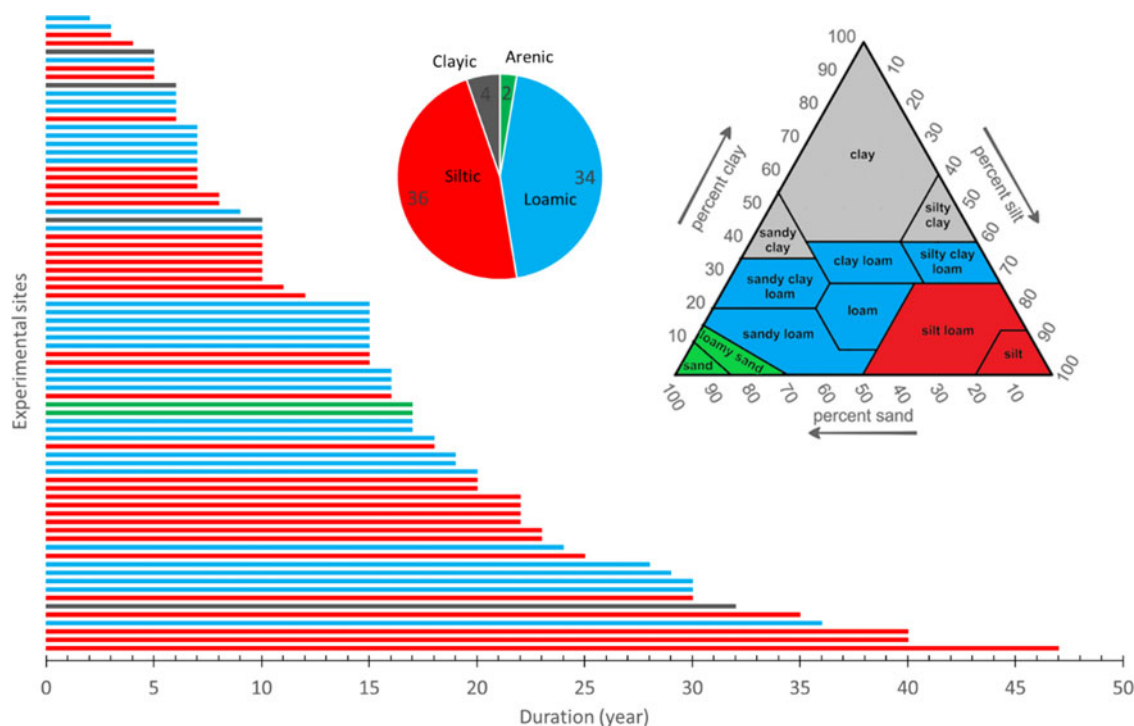 Clayic
Arenic
4
2
Siltic
36
34
Loamic
100
90
80
70
60
50
40
30
20
10
percent clay
10
20
30
40
50
60
70
80
90
100
percent silt
clay
silty
clay
sandy
clay
clay loam
silty clay
loam
sandy clay
loam
loam
sandy loam
silt loam
loamy sand
sand
silt
100
90
80
70
60
50
40
30
20
10
percent sand
Experimental sites
0
5
10
15
20
25
30
35
40
45
50
Duration (year)